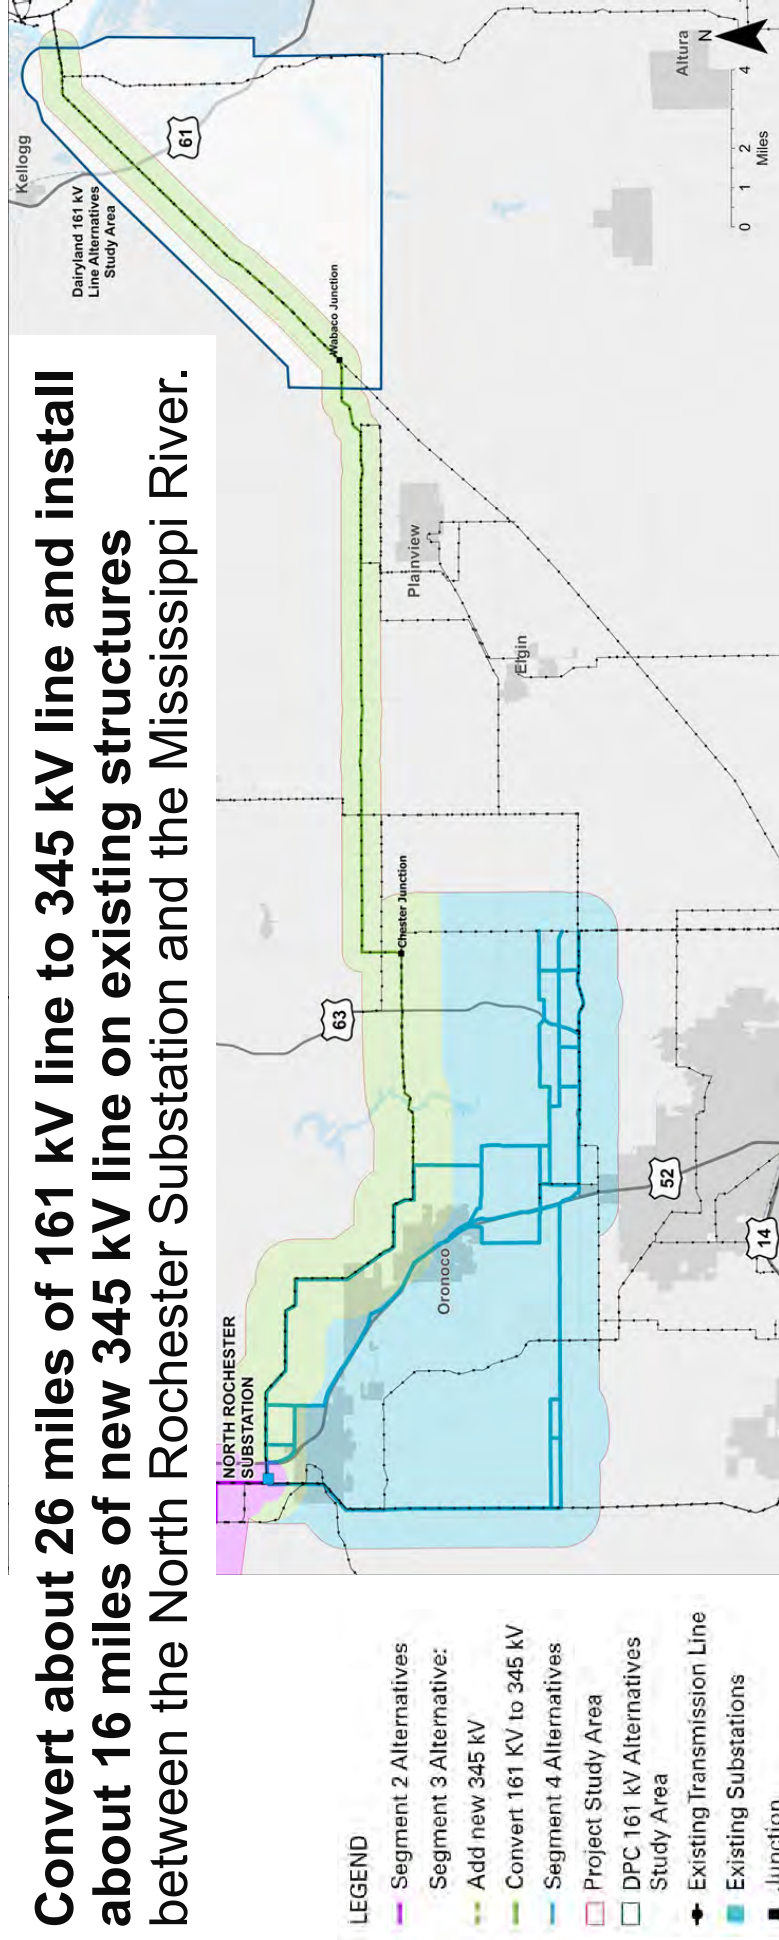 Convert about 26 miles of 161 kV line to 345 kV line and install
about 16 miles of new 345 kV line on existing structures
between the North Rochester Substation and the Mississippi River.
Kellogg
61
Dairyland 161 kV
Line Alternatives
Study Area
Wabaco Junction
Altura
N
0 1 2 4
Miles
Plainview
Elgin
Chester Junction
63
NORTH ROCHESTER
SUBSTATION
Oronoco
52
14
LEGEND
Segment 2 Alternatives
Segment 3 Alternative:
Add new 345 kV
Convert 161 KV to 345 kV
Segment 4 Alternatives
Project Study Area
DPC 161 kV Alternatives
Study Area
Existing Transmission Line
Existing Substations
Junction